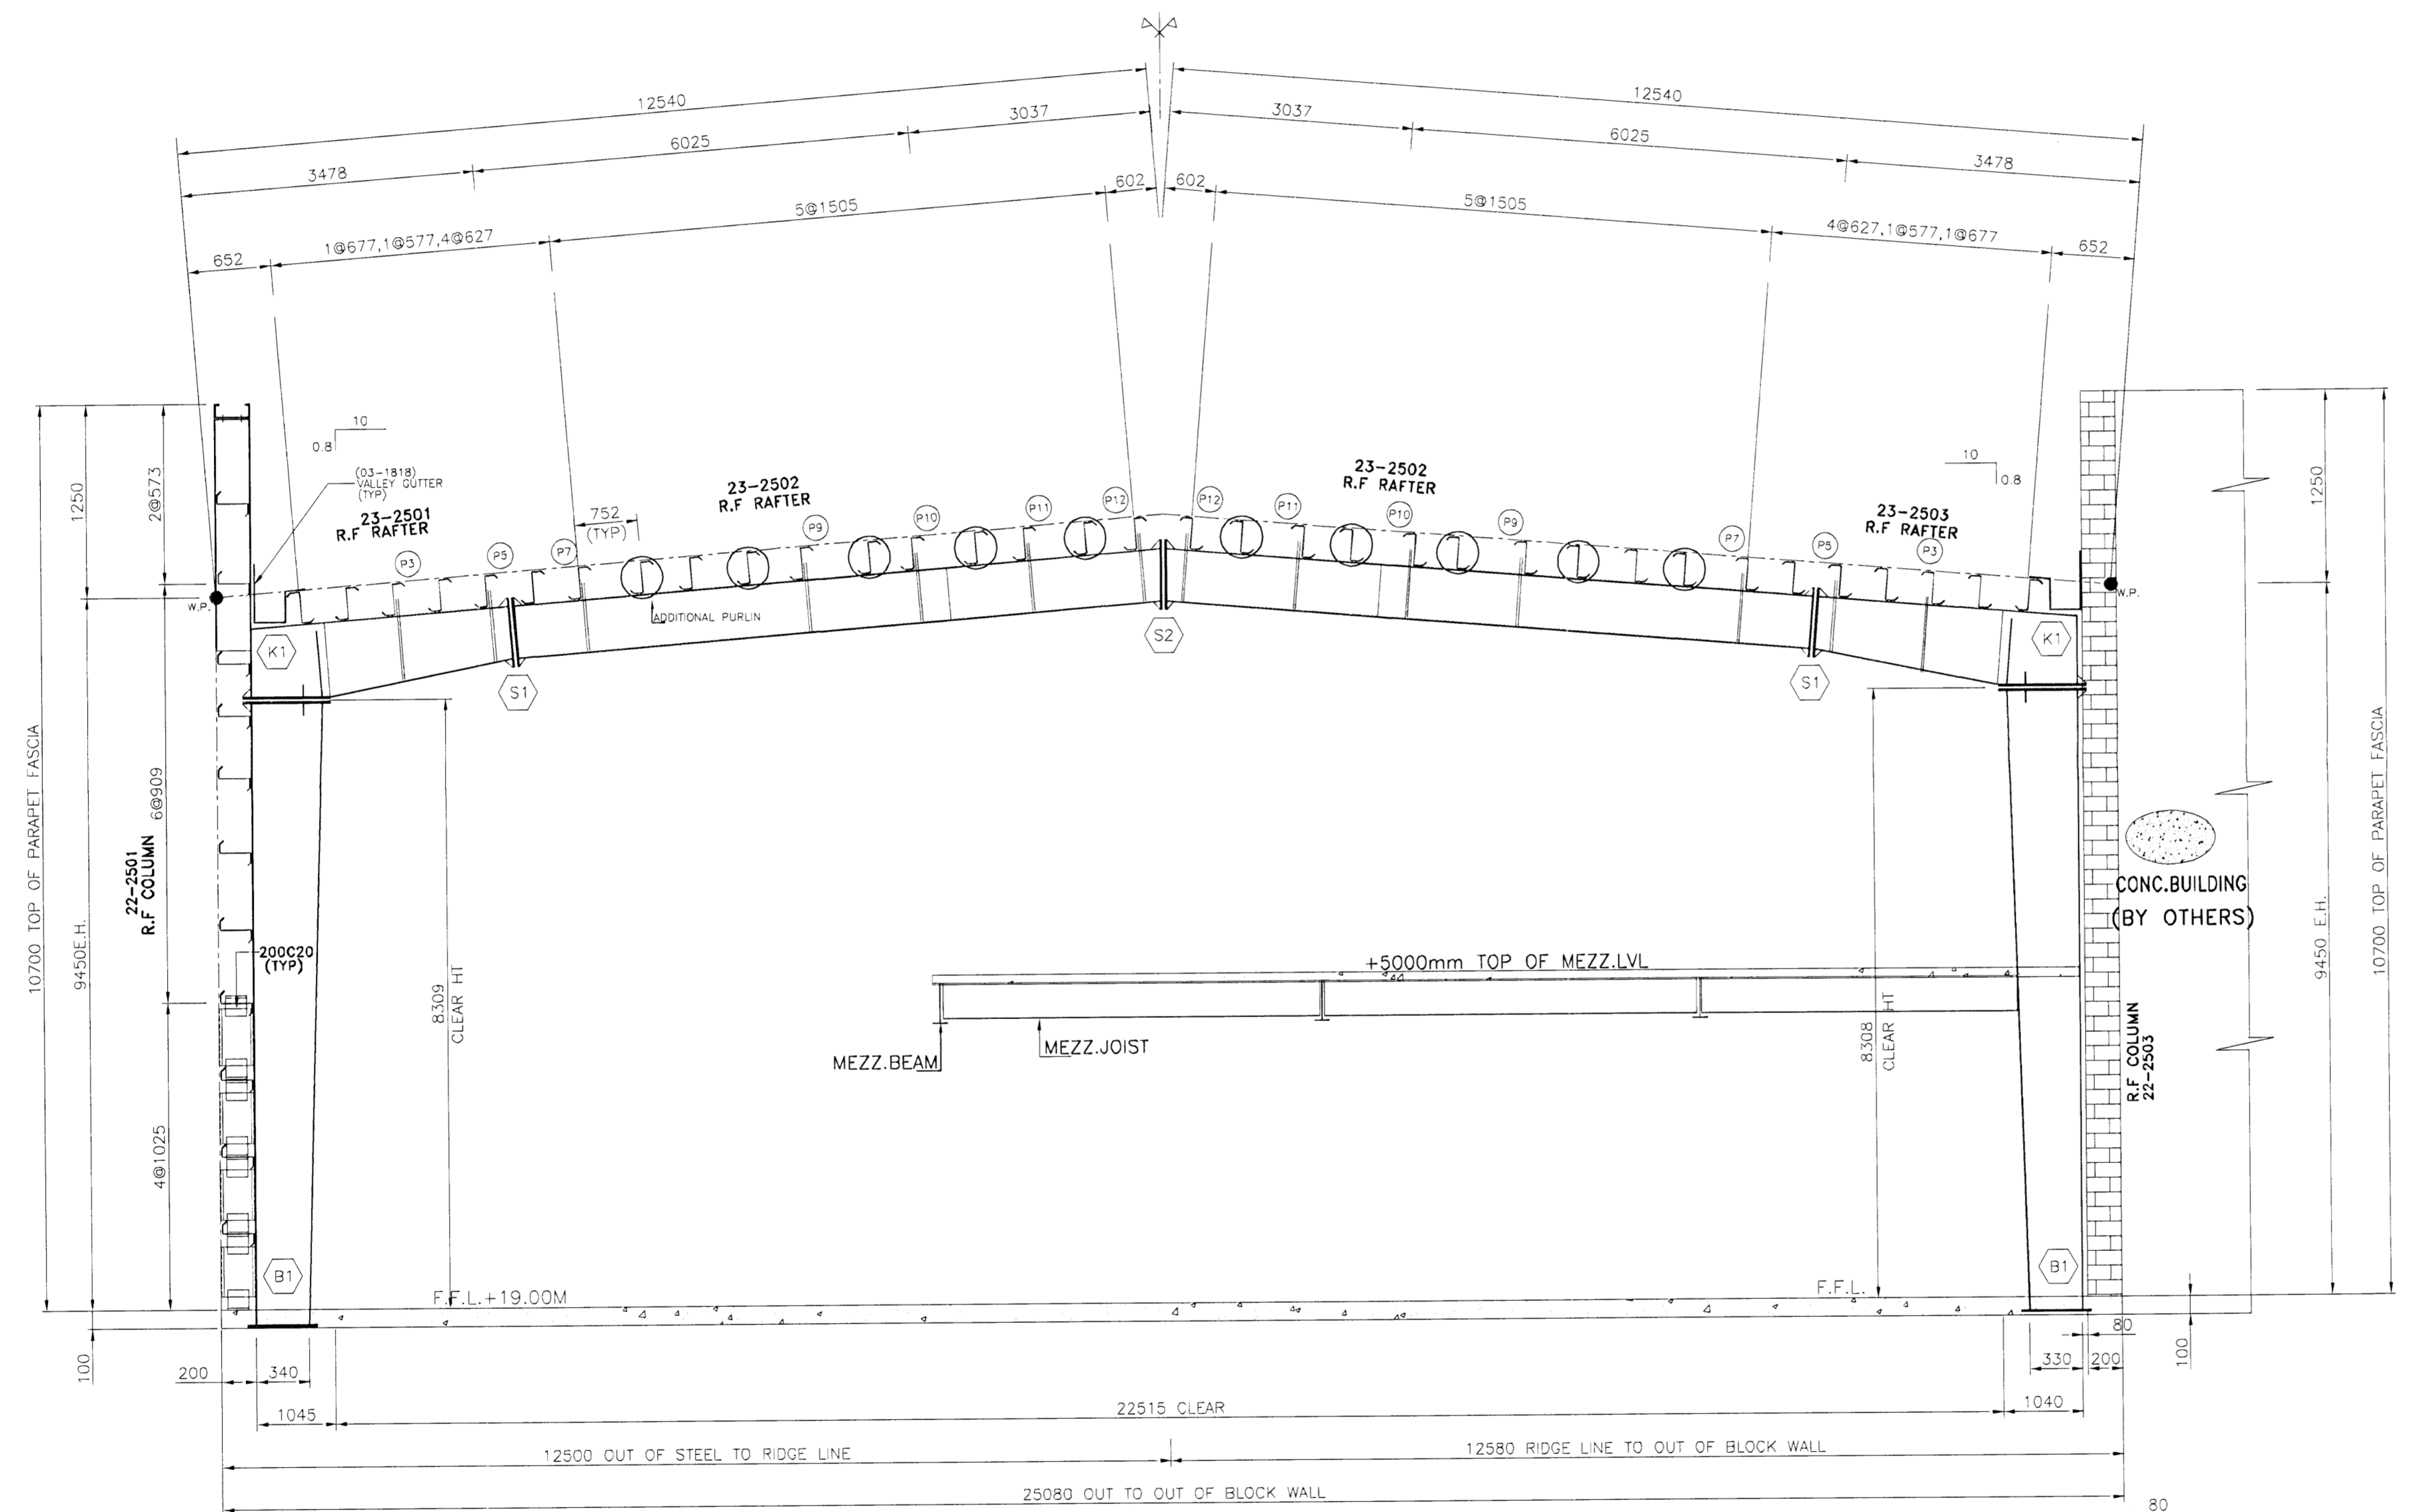 12540
12540
3037
3037
6025
6025
3478
3478
602
602
5@1505
5@1505
1@677,1@577,4@627
4@627,1@577,1@677
652
652
10
0.8
(03-1818)
VALLEY GUTTER
(TYP)
23-2501
R.F RAFTER
23-2502
R.F RAFTER
752
(TYP)
23-2502
R.F RAFTER
10
0.8
23-2503
R.F RAFTER
P3
P5
P7
P9
P10
P11
P12
P12
P11
P10
P9
P7
P5
P3
W.P.
W.P.
ADDITIONAL PURLIN
K1
S1
S2
S1
K1
10700 TOP OF PARAPET FASCIA
1250
9450E.H.
2@573
6@909
4@1025
22-2501
R.F COLUMN
200C20
(TYP)
8309
CLEAR HT
+5000mm TOP OF MEZZ.LVL
MEZZ.BEAM
MEZZ.JOIST
8308
CLEAR HT
CONC.BUILDING
(BY OTHERS)
R.F COLUMN
22-2503
1250
9450 E.H.
10700 TOP OF PARAPET FASCIA
B1
B1
F.F.L.+19.00M
F.F.L.
100
200
340
80
330
200
100
1045
22515 CLEAR
1040
12500 OUT OF STEEL TO RIDGE LINE
12580 RIDGE LINE TO OUT OF BLOCK WALL
25080 OUT TO OUT OF BLOCK WALL
80